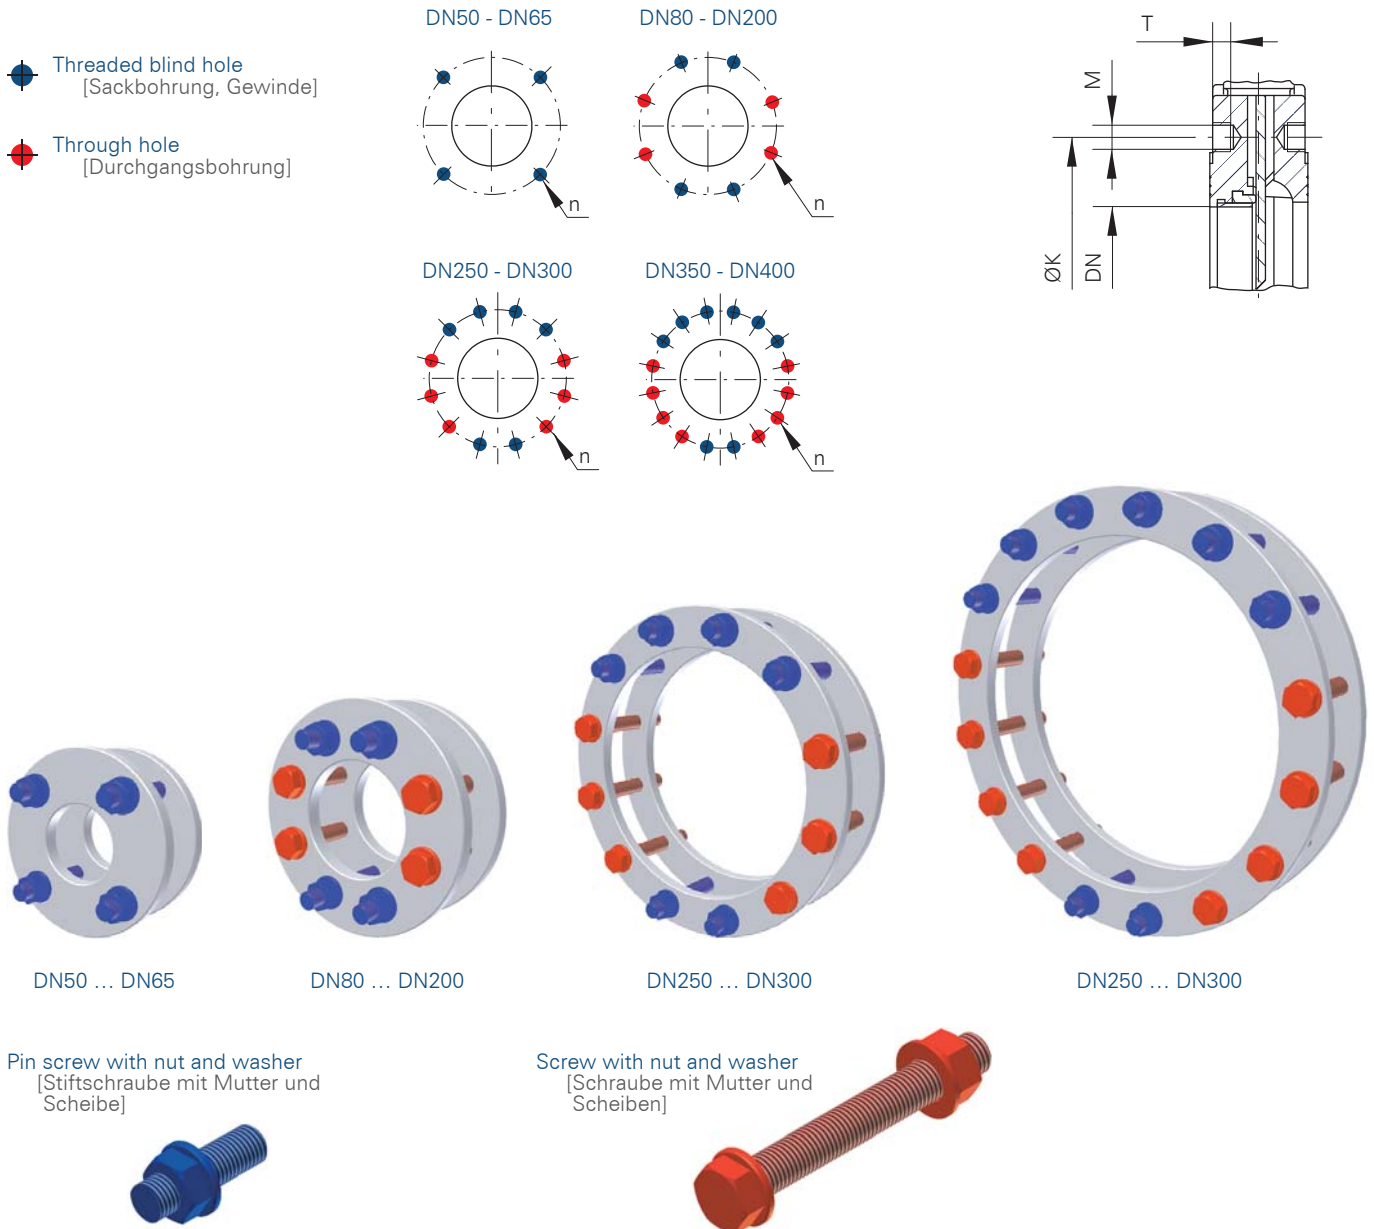 DN50 - DN65
DN80 - DN200
Threaded blind hole
[Sackbohrung, Gewinde]
Through hole
[Durchgangsbohrung]
n
n
T
M
ØK
DN
DN250 - DN300
DN350 - DN400
n
n
DN50 ... DN65
DN80 ... DN200
DN250 ... DN300
DN250 ... DN300
Pin screw with nut and washer
[Stiftschraube mit Mutter und
Scheibe]
Screw with nut and washer
[Schraube mit Mutter und
Scheiben]